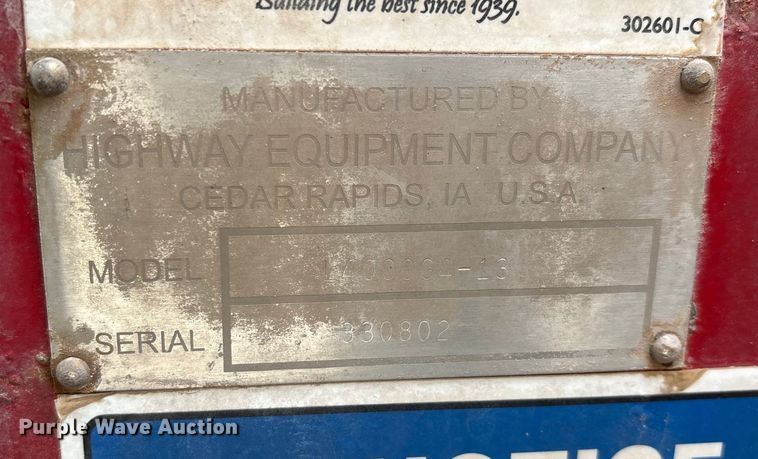 Building the best since 1939.
302601-C
MANUFACTURED BY
HIGHWAY EQUIPMENT COMPANY
CEDAR RAPIDS, IA U.S.A.
MODEL
SERIAL 330802
Purple Wave Auction
NOTICE